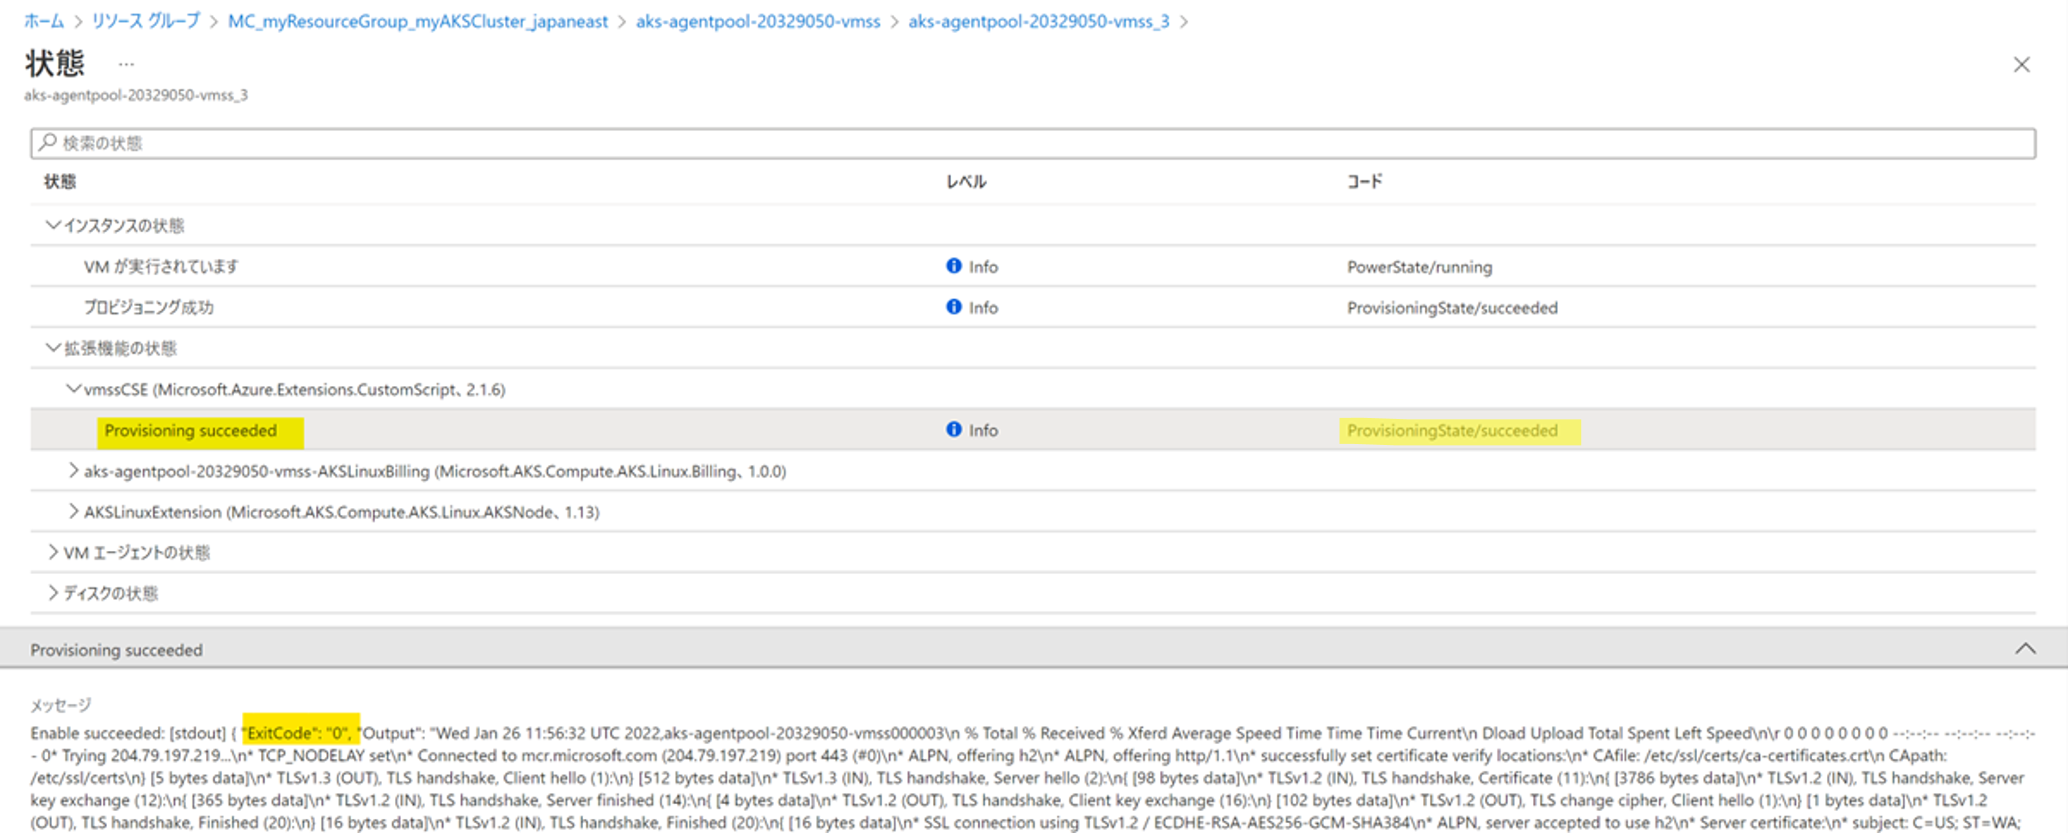 ホーム > リソース グループ > MC_myResourceGroup_myAKSCluster_japaneast > aks-agentpool-20329050-vmss > aks-agentpool-20329050-vmss_3 >
状態 ...
aks-agentpool-20329050-vmss_3
検索の状態
状態 レベル コード
インスタンスの状態
VM が実行されています Info PowerState/running
プロビジョニング成功 Info ProvisioningState/succeeded
拡張機能の状態
vmssCSE (Microsoft.Azure.Extensions.CustomScript、2.1.6)
Provisioning succeeded Info ProvisioningState/succeeded
aks-agentpool-20329050-vmss-AKSLinuxBilling (Microsoft.AKS.Compute.AKS.Linux.Billing、1.0.0)
AKSLinuxExtension (Microsoft.AKS.Compute.AKS.Linux.AKSNode、1.13)
VM エージェントの状態
ディスクの状態
Provisioning succeeded
メッセージ
Enable succeeded: [stdout] { "ExitCode": "0", "Output": "Wed Jan 26 11:56:32 UTC 2022,aks-agentpool-20329050-vmss000003\n % Total % Received % Xferd Average Speed Time Time Time Current\n Dload Upload Total Spent Left Speed\n\r 0 0 0 0 0 0 0 0 --:--:-- --:--:-- --:--:-
- 0* Trying 204.79.197.219...\n* TCP_NODELAY set\n* Connected to mcr.microsoft.com (204.79.197.219) port 443 (#0)\n* ALPN, offering h2\n* ALPN, offering http/1.1\n* successfully set certificate verify locations:\n* CAfile: /etc/ssl/certs/ca-certificates.crt\n CApath:
/etc/ssl/certs\n} [5 bytes data]\n* TLSv1.3 (OUT), TLS handshake, Client hello (1):\n} [512 bytes data]\n* TLSv1.3 (IN), TLS handshake, Server hello (2):\n{ [98 bytes data]\n* TLSv1.2 (IN), TLS handshake, Certificate (11):\n{ [3786 bytes data]\n* TLSv1.2 (IN), TLS handshake, Server
key exchange (12):\n{ [365 bytes data]\n* TLSv1.2 (IN), TLS handshake, Server finished (14):\n{ [4 bytes data]\n* TLSv1.2 (OUT), TLS handshake, Client key exchange (16):\n} [102 bytes data]\n* TLSv1.2 (OUT), TLS change cipher, Client hello (1):\n} [1 bytes data]\n* TLSv1.2
(OUT), TLS handshake, Finished (20):\n} [16 bytes data]\n* TLSv1.2 (IN), TLS handshake, Finished (20):\n{ [16 bytes data]\n* SSL connection using TLSv1.2 / ECDHE-RSA-AES256-GCM-SHA384\n* ALPN, server accepted to use h2\n* Server certificate:\n* subject: C=US; ST=WA;